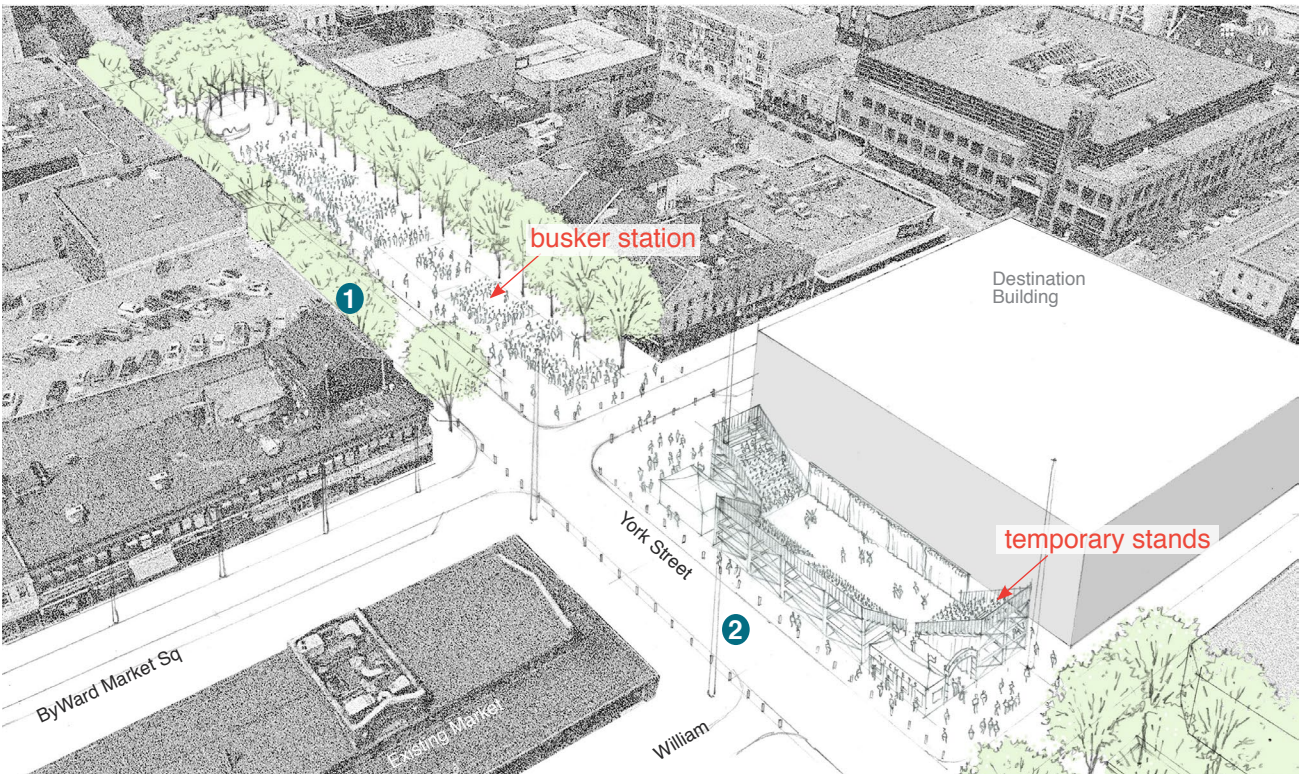 busker station
1
Destination
Building
temporary stands
York Street
2
ByWard Market Sq
Existing Market
William